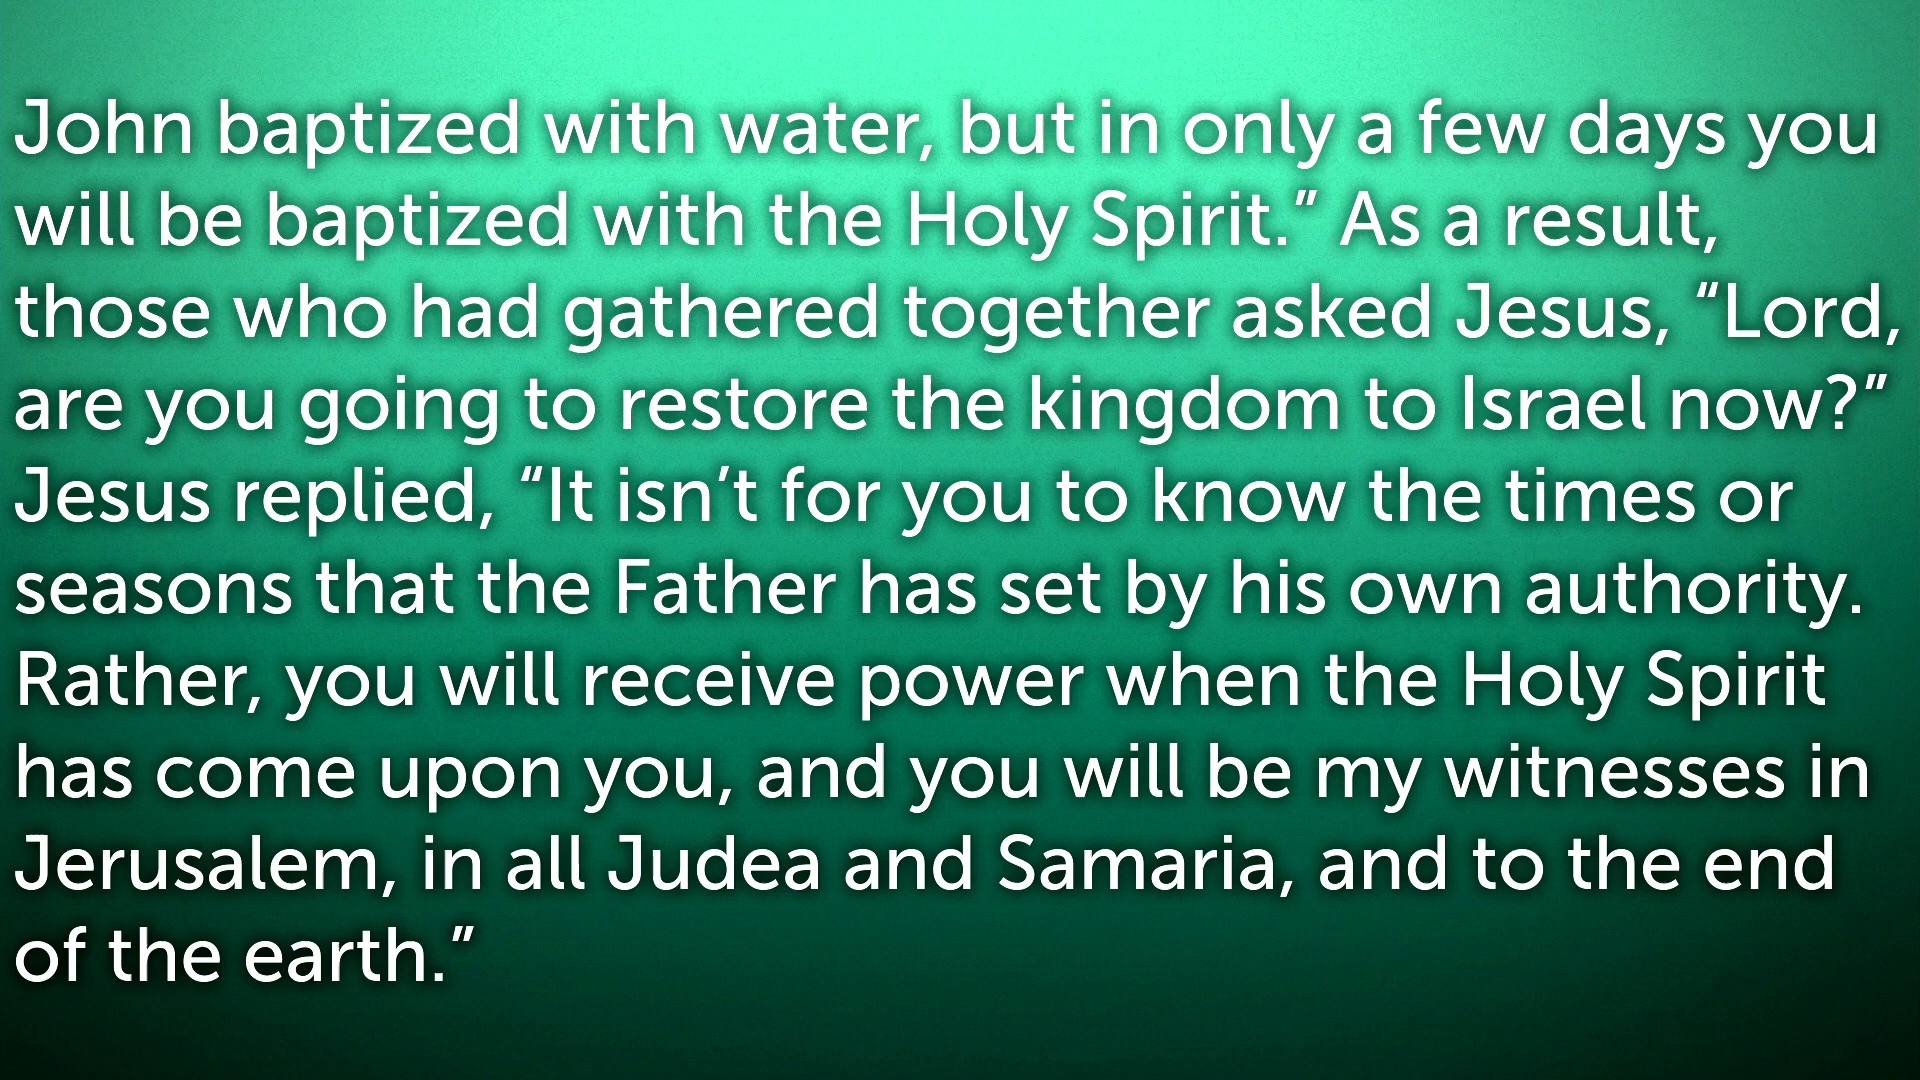 John baptized with water, but in only a few days you
will be baptized with the Holy Spirit.” As a result,
those who had gathered together asked Jesus, “Lord,
are you going to restore the kingdom to Israel now?”
Jesus replied, “It isn’t for you to know the times or
seasons that the Father has set by his own authority.
Rather, you will receive power when the Holy Spirit
has come upon you, and you will be my witnesses in
Jerusalem, in all Judea and Samaria, and to the end
of the earth.”